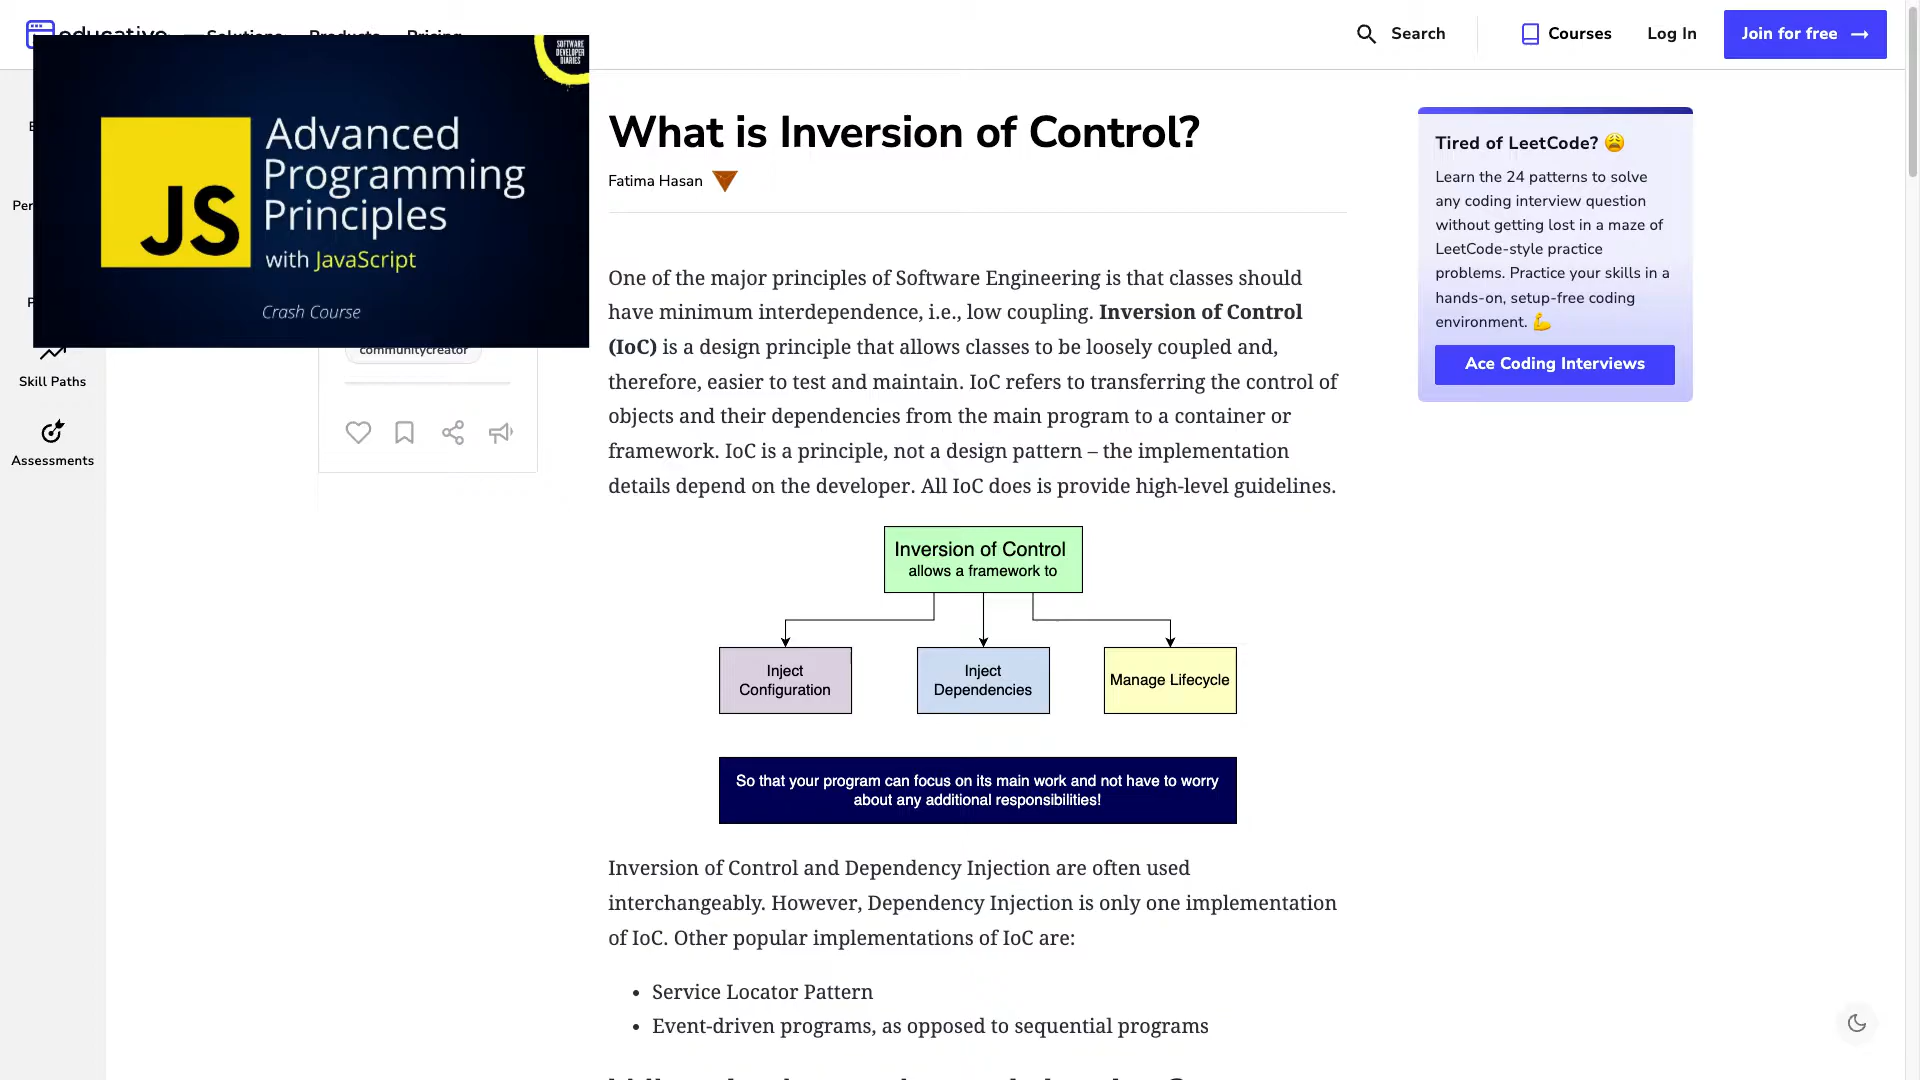 Search
Courses
Log In
Join for free
SOFTWARE
DEVELOPER
DIARIES
JS
Advanced
Programming
Principles
with JavaScript
Crash Course
communitycreator
Skill Paths
Assessments
What is Inversion of Control?
Fatima Hasan
One of the major principles of Software Engineering is that classes should
have minimum interdependence, i.e., low coupling. Inversion of Control
(IoC) is a design principle that allows classes to be loosely coupled and,
therefore, easier to test and maintain. IoC refers to transferring the control of
objects and their dependencies from the main program to a container or
framework. IoC is a principle, not a design pattern – the implementation
details depend on the developer. All IoC does is provide high-level guidelines.
Inversion of Control
allows a framework to
Inject
Configuration
Inject
Dependencies
Manage Lifecycle
So that your program can focus on its main work and not have to worry
about any additional responsibilities!
Inversion of Control and Dependency Injection are often used
interchangeably. However, Dependency Injection is only one implementation
of IoC. Other popular implementations of IoC are:
• Service Locator Pattern
• Event-driven programs, as opposed to sequential programs
Tired of LeetCode? 😩
Learn the 24 patterns to solve
any coding interview question
without getting lost in a maze of
LeetCode-style practice
problems. Practice your skills in a
hands-on, setup-free coding
environment. 💪
Ace Coding Interviews